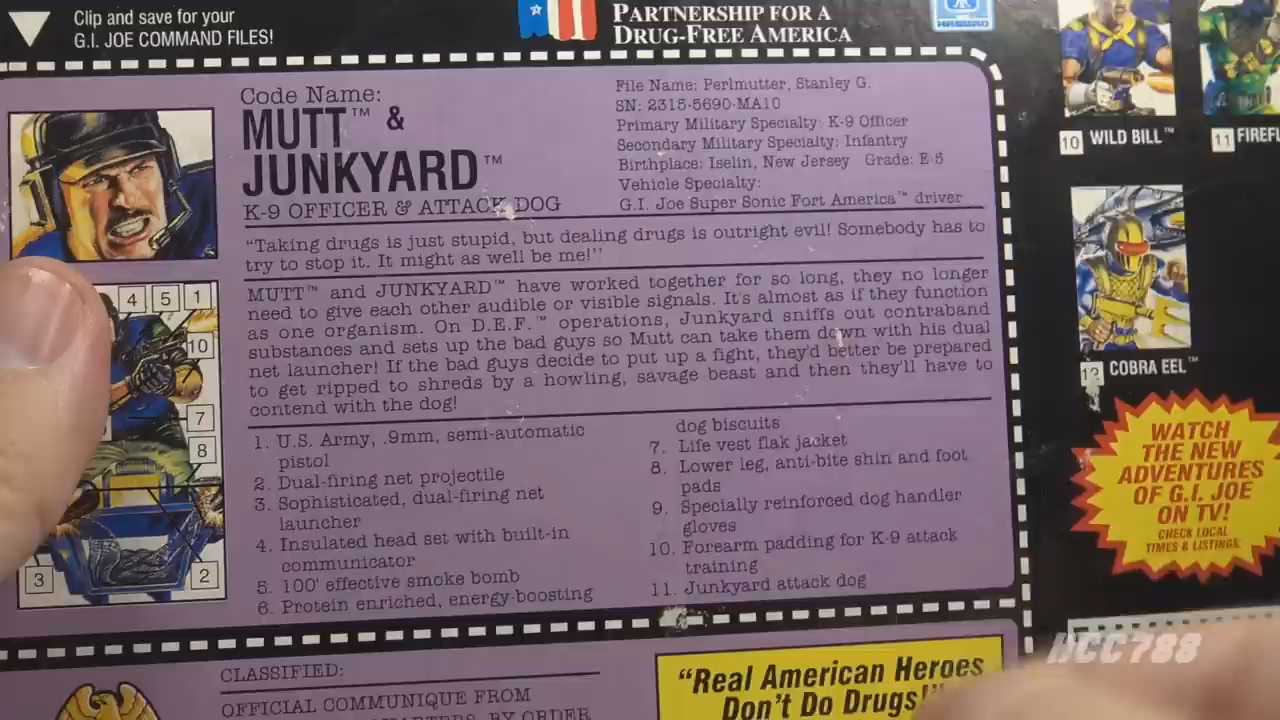 Clip and save for your
G.I. JOE COMMAND FILES!
PARTNERSHIP FOR A
DRUG-FREE AMERICA
Code Name:
MUTT™ &
JUNKYARD™
K-9 OFFICER & ATTACK DOG
File Name: Perlmutter, Stanley G.
SN: 2315-5690-MA10
Primary Military Specialty: K-9 Officer
Secondary Military Specialty: Infantry
Birthplace: Iselin, New Jersey Grade: E-5
Vehicle Specialty:
G.I. Joe Super Sonic Fort America™ driver
"Taking drugs is just stupid, but dealing drugs is outright evil! Somebody has to
try to stop it. It might as well be me!"
MUTT™ and JUNKYARD™ have worked together for so long, they no longer
need to give each other audible or visible signals. It's almost as if they function
as one organism. On D.E.F.™ operations, Junkyard sniffs out contraband
substances and sets up the bad guys so Mutt can take them down with his dual
net launcher! If the bad guys decide to put up a fight, they'd better be prepared
to get ripped to shreds by a howling, savage beast and then they'll have to
contend with the dog!
1. U.S. Army, .9mm, semi-automatic
pistol
2. Dual-firing net projectile
3. Sophisticated, dual-firing net
launcher
4. Insulated head set with built-in
communicator
5. 100' effective smoke bomb
6. Protein enriched, energy-boosting
dog biscuits
7. Life vest flak jacket
8. Lower leg, anti-bite shin and foot
pads
9. Specially reinforced dog handler
gloves
10. Forearm padding for K-9 attack
training
11. Junkyard attack dog
4 5 1
10
7
8
3 2
10 WILD BILL™
11 FIREFL
COBRA EEL™
WATCH
THE NEW
ADVENTURES
OF G.I. JOE
ON TV!
CHECK LOCAL
TIMES & LISTINGS
CLASSIFIED:
OFFICIAL COMMUNIQUE FROM
BY ORDER
"Real American Heroes
Don't Do Drugs!"
HCC788